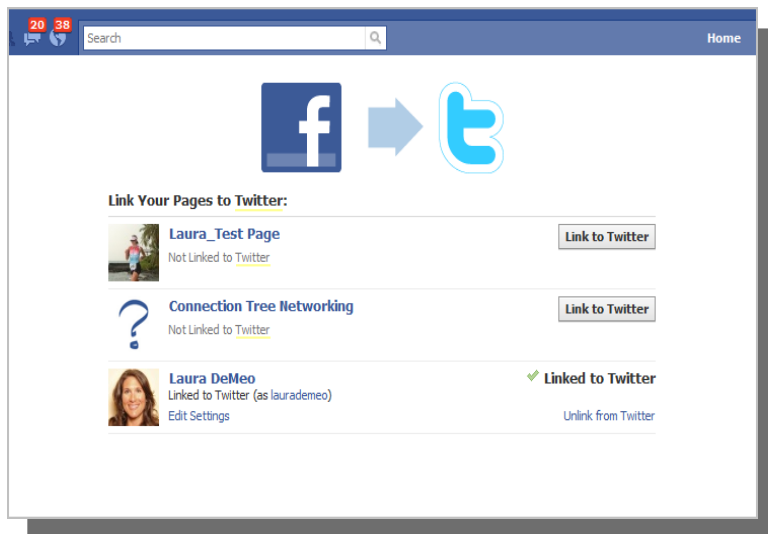 20 38
Search
Home
Link Your Pages to Twitter:
Laura_Test Page
Link to Twitter
Not Linked to Twitter
Connection Tree Networking
Link to Twitter
Not Linked to Twitter
Laura DeMeo
Linked to Twitter
Linked to Twitter (as laurademeo)
Edit Settings
Unlink from Twitter